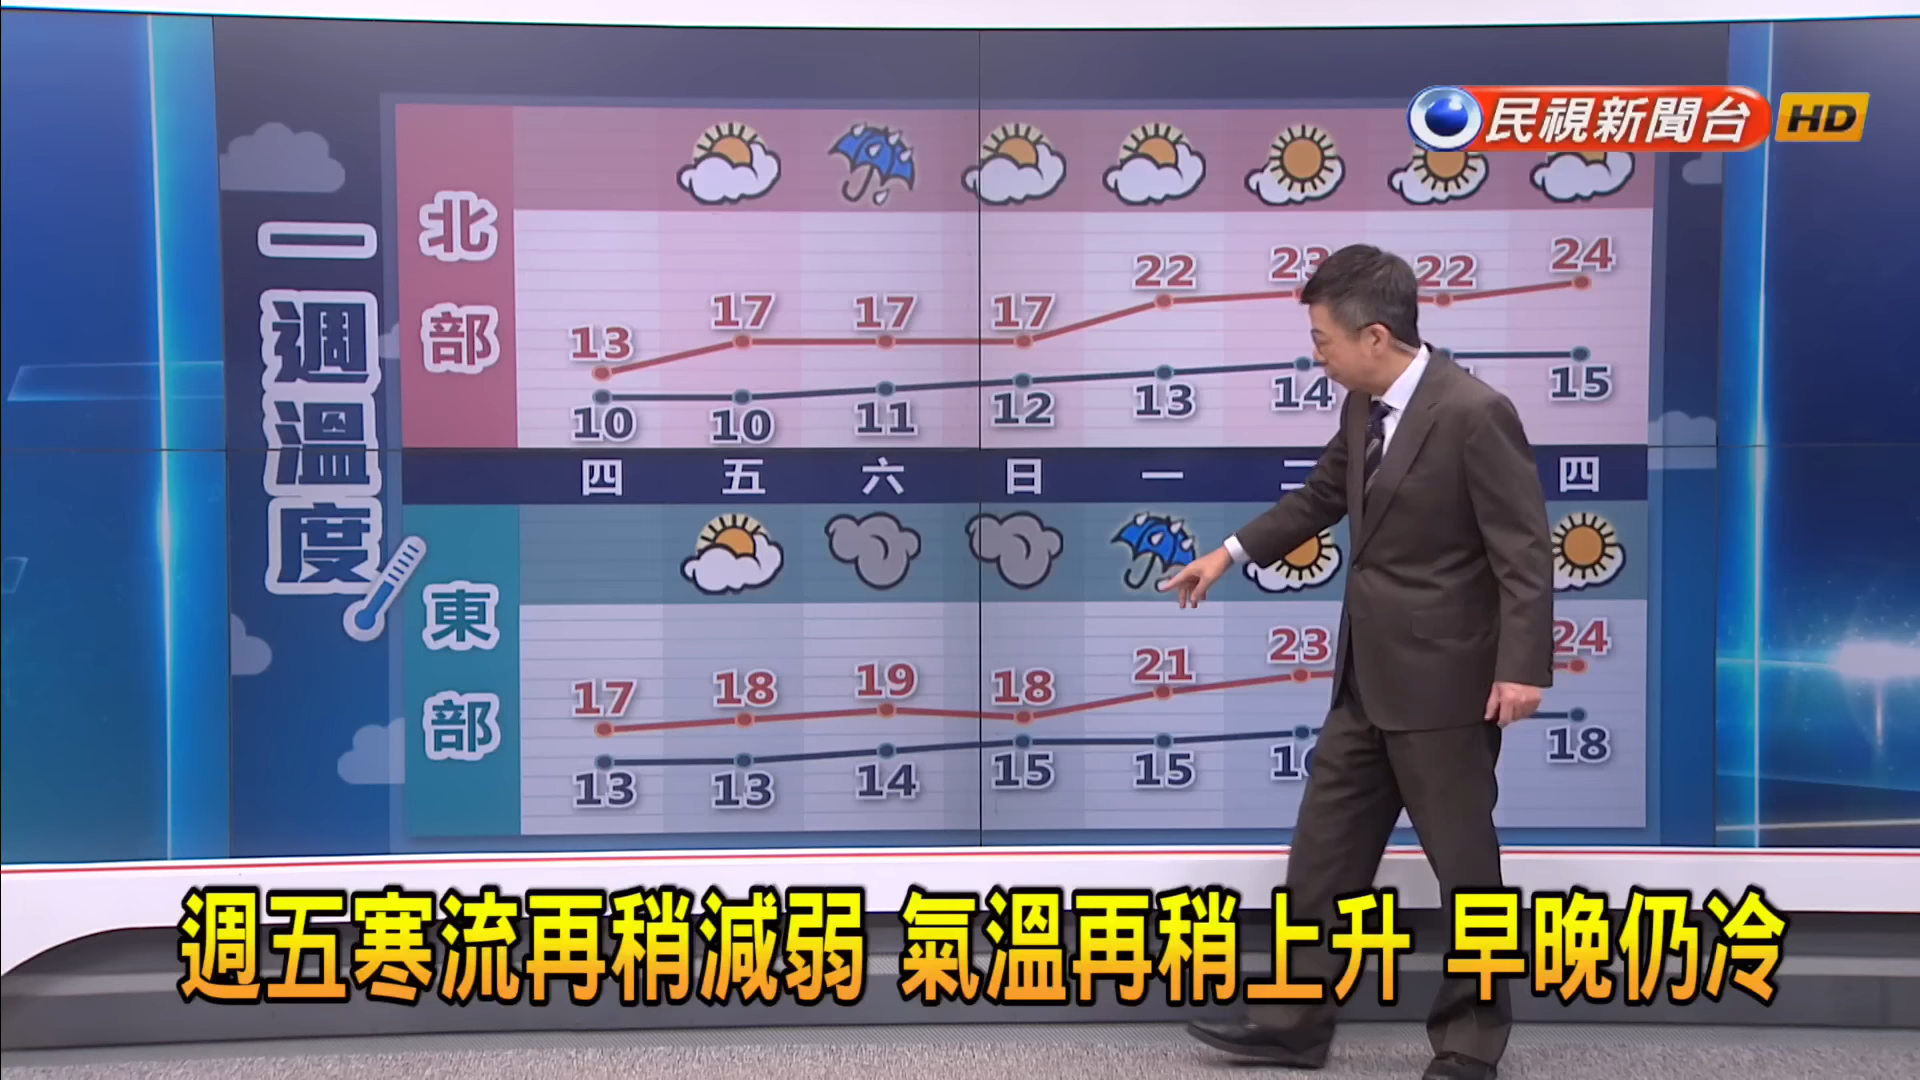 民視新聞台 HD
一週溫度
北部
13 17 17 17 22 23 22 24
10 10 11 12 13 14 15
四 五 六 日 一 二 四
東部
17 18 19 18 21 23 24
13 13 14 15 15 18
週五寒流再稍減弱 氣溫再稍上升 早晚仍冷